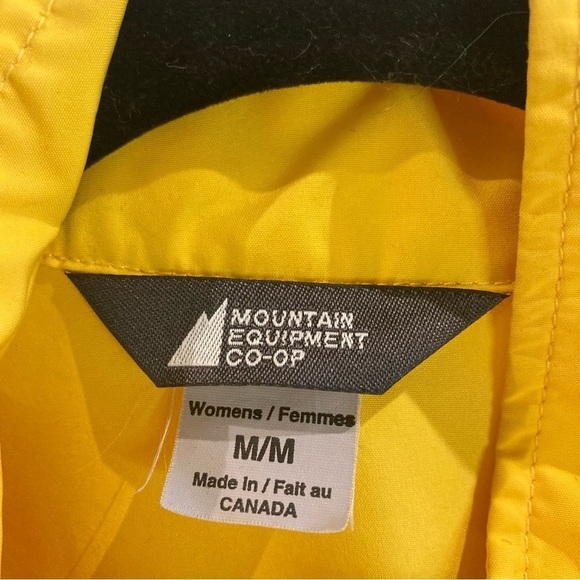 MOUNTAIN
EQUIPMENT
CO-OP
Womens / Femmes
M/M
Made In / Fait au
CANADA